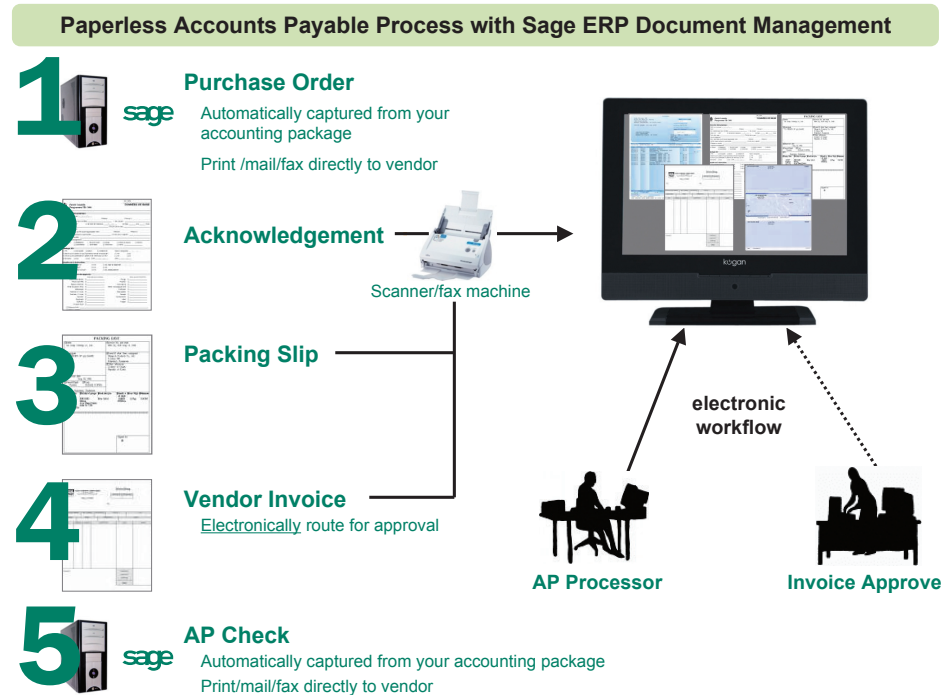 Paperless Accounts Payable Process with Sage ERP Document Management
1
sage
Purchase Order
Automatically captured from your
accounting package
Print /mail/fax directly to vendor
2
Acknowledgement
Scanner/fax machine
kogan
3
PACKING LIST
Packing Slip
electronic
workflow
4
Vendor Invoice
Electronically route for approval
AP Processor
Invoice Approve
5
sage
AP Check
Automatically captured from your accounting package
Print/mail/fax directly to vendor